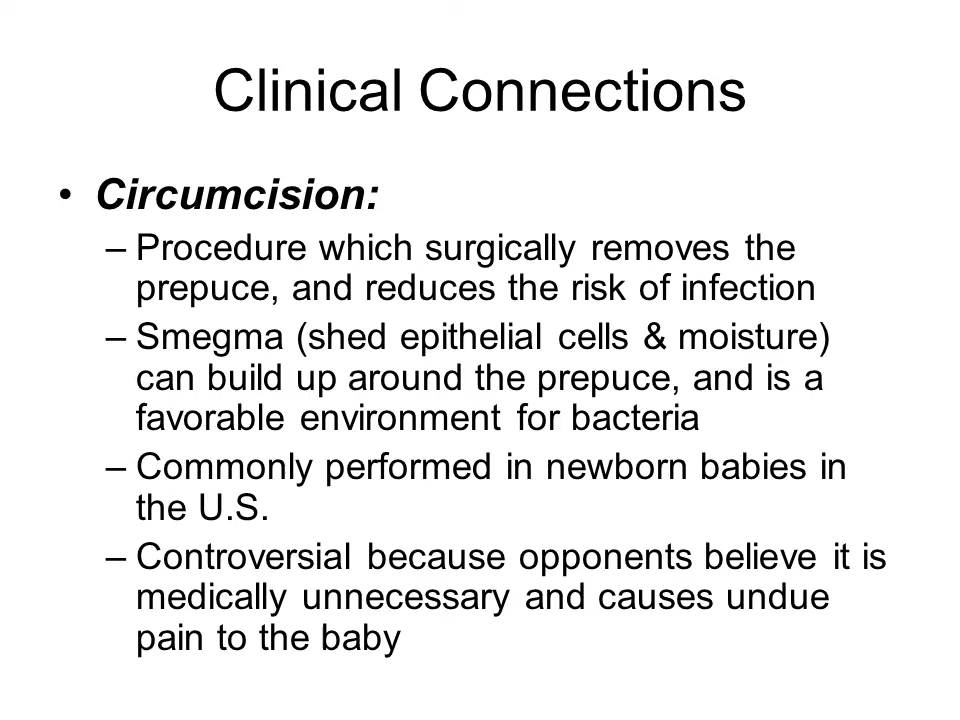 Clinical Connections
• Circumcision:
– Procedure which surgically removes the
prepuce, and reduces the risk of infection
– Smegma (shed epithelial cells & moisture)
can build up around the prepuce, and is a
favorable environment for bacteria
– Commonly performed in newborn babies in
the U.S.
– Controversial because opponents believe it is
medically unnecessary and causes undue
pain to the baby